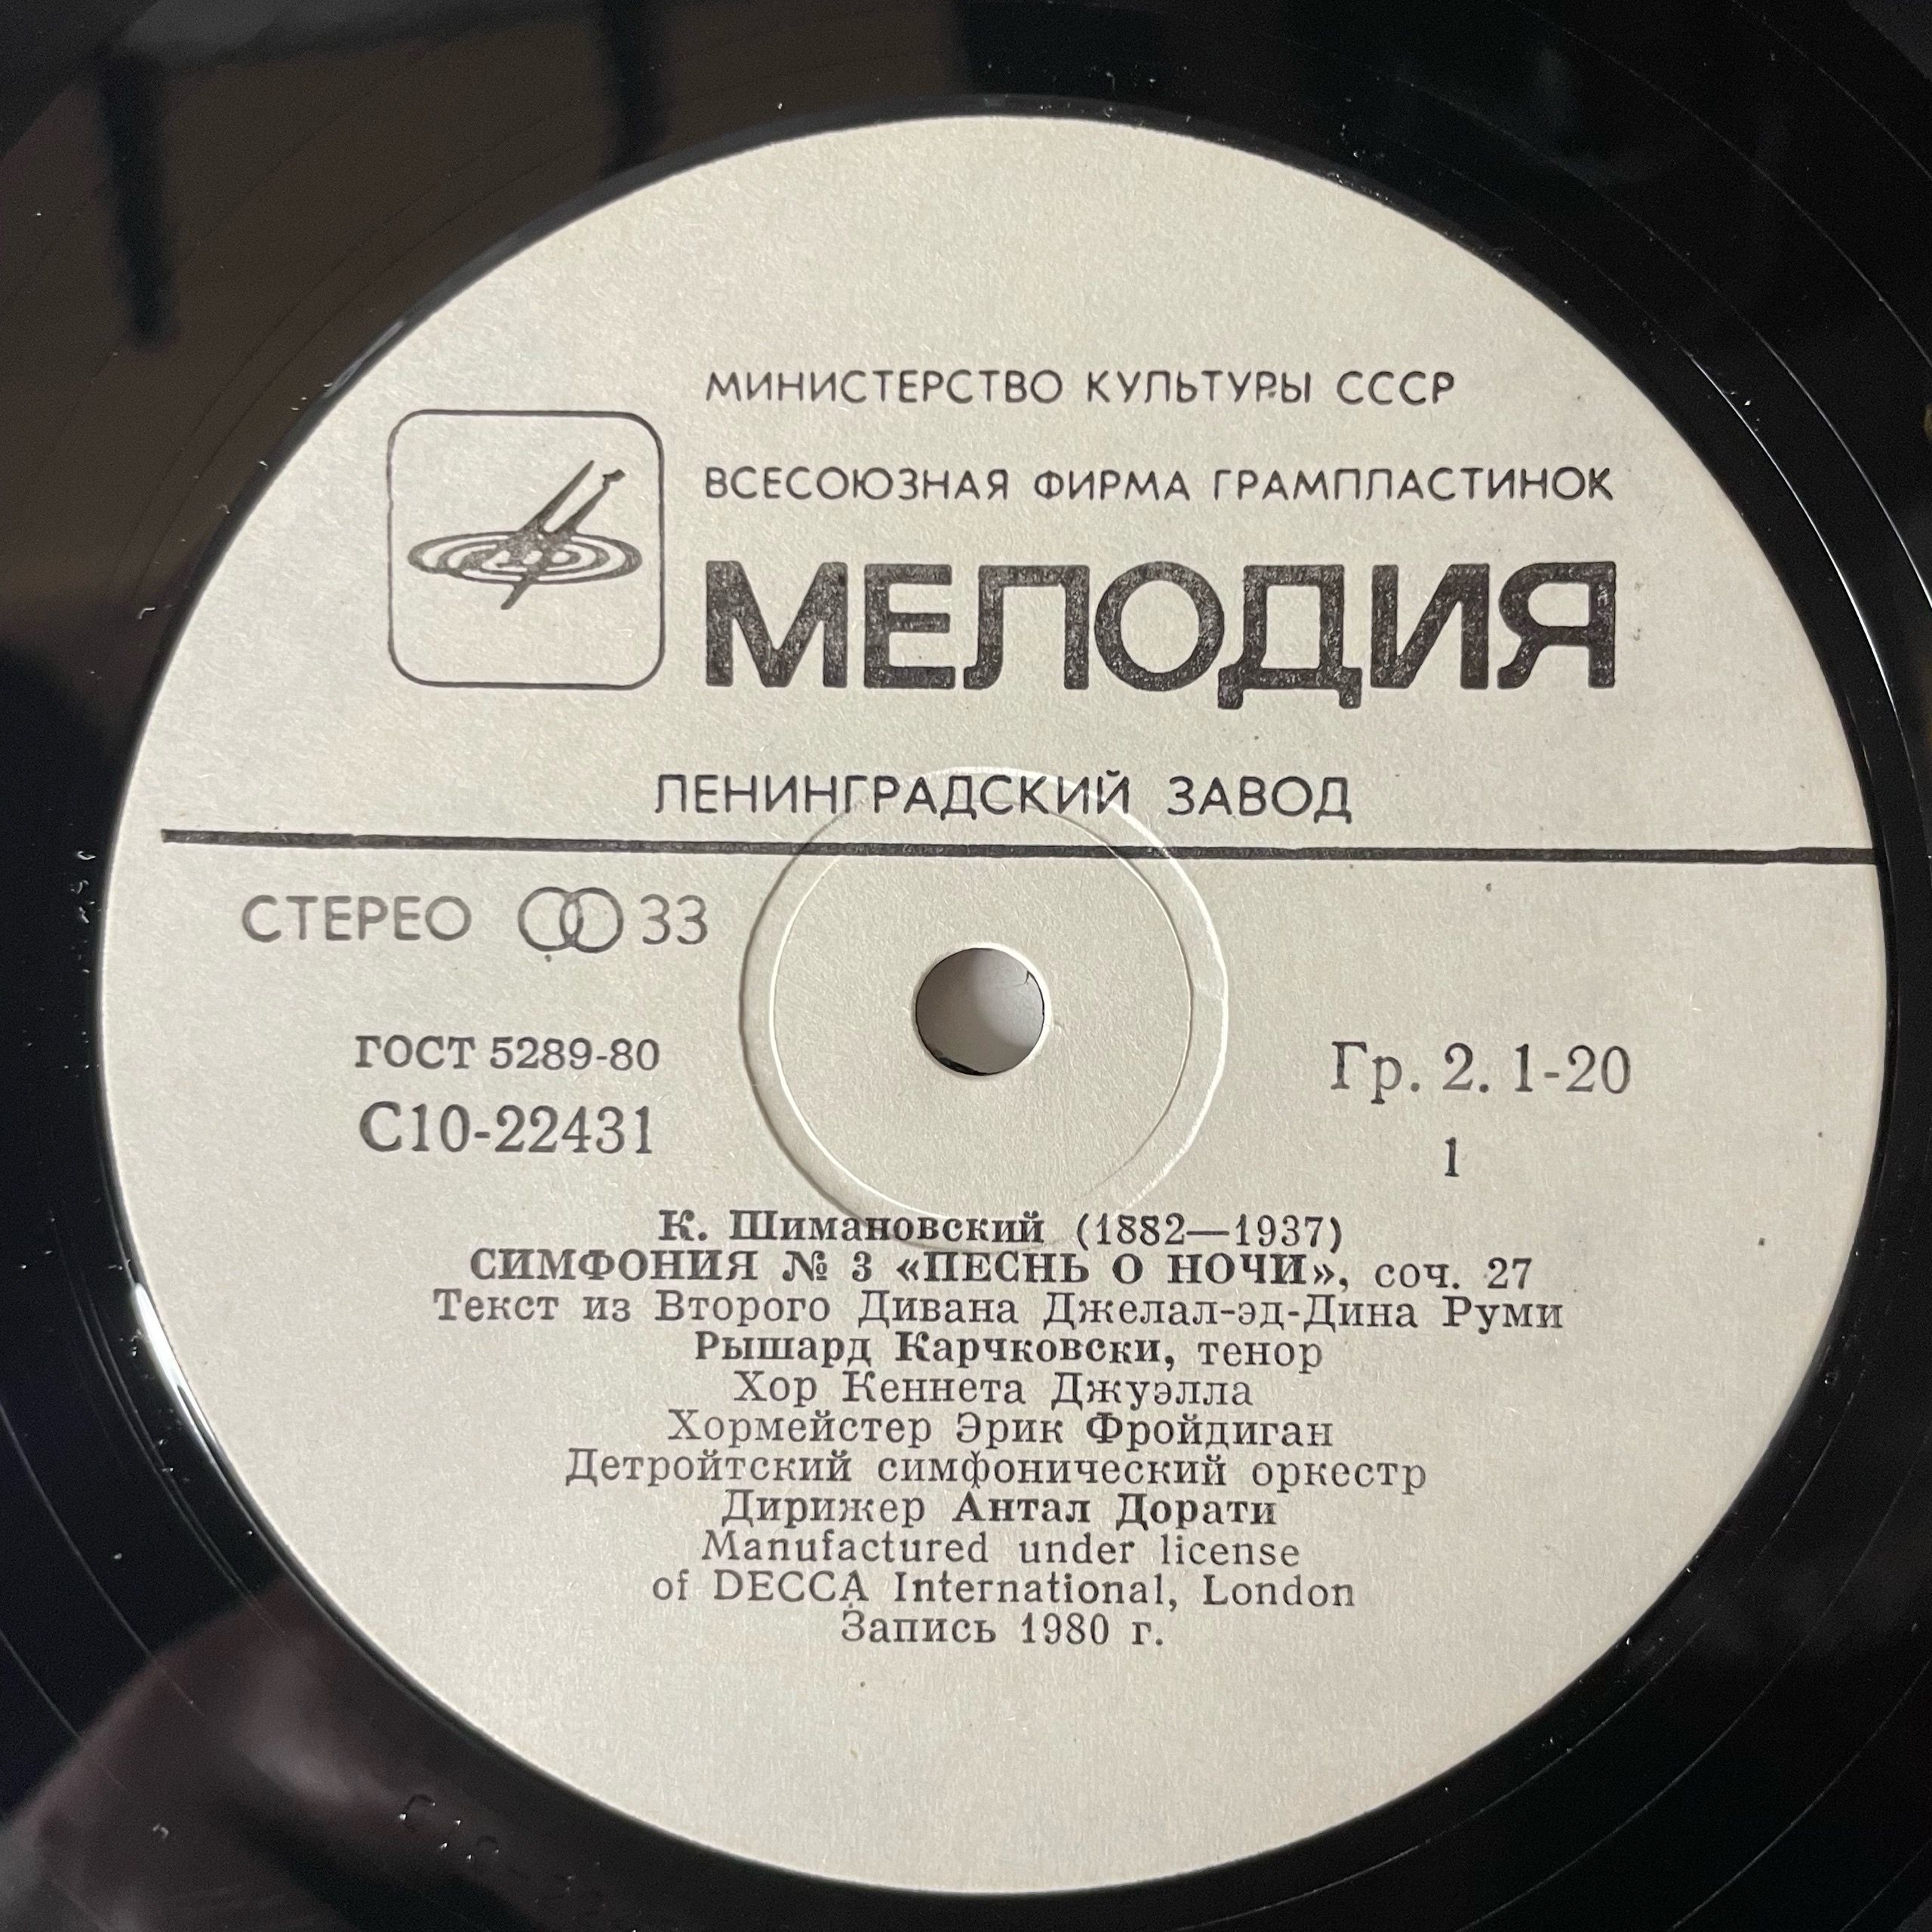 МИНИСТЕРСТВО КУЛЬТУРЫ СССР
ВСЕСОЮЗНАЯ ФИРМА ГРАМПЛАСТИНОК
МЕЛОДИЯ
ЛЕНИНГРАДСКИЙ ЗАВОД
СТЕРЕО 33
ГОСТ 5289-80
Гр. 2. 1-20
С10-22431
1
К. Шимановский (1882—1937)
СИМФОНИЯ № 3 «ПЕСНЬ О НОЧИ», соч. 27
Текст из Второго Дивана Джелал-эд-Дина Руми
Рышард Карчковски, тенор
Хор Кеннета Джуэлла
Хормейстер Эрик Фройдиган
Детройтский симфонический оркестр
Дирижер Антал Дорати
Manufactured under license
of DECCA International, London
Запись 1980 г.